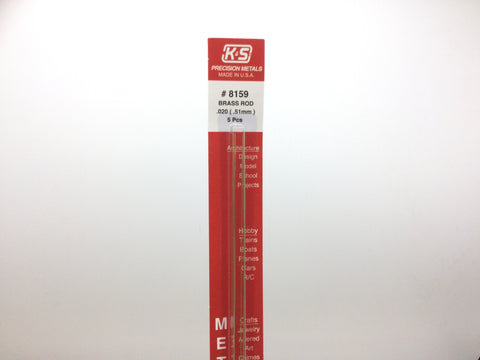 K&S
PRECISION METALS
MADE IN U.S.A.
# 8159
BRASS ROD
.020 ( .51mm )
5 Pcs
Architecture
Design
Model
School
Projects
Hobby
Trains
Boats
Planes
Cars
R/C
Crafts
Jewelry
Altered
Art
M
E